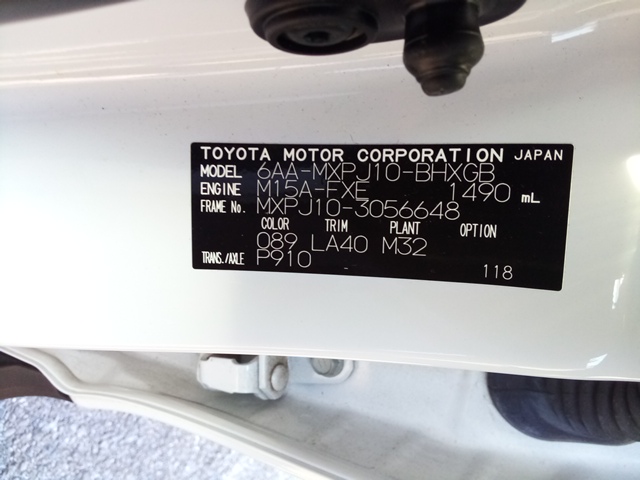 TOYOTA MOTOR CORPORATION JAPAN
MODEL 6AA-MXPJ10-BHXGB
ENGINE M15A-FXE 1490 mL
FRAME No. MXPJ10-3056648
COLOR TRIM PLANT OPTION
089 LA40 M32
TRANS./AXLE P910
118